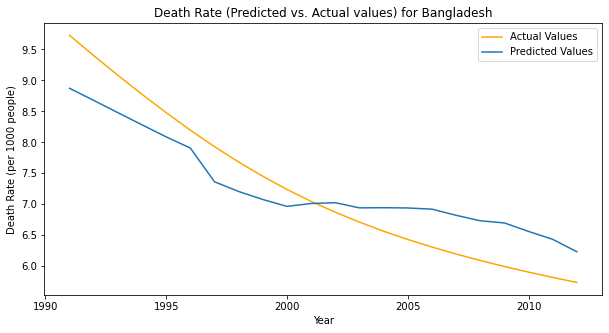 Death Rate (Predicted vs. Actual values) for Bangladesh
Actual Values
Predicted Values
Death Rate (per 1000 people)
9.5
9.0
8.5
8.0
7.5
7.0
6.5
6.0
1990
1995
2000
2005
2010
Year